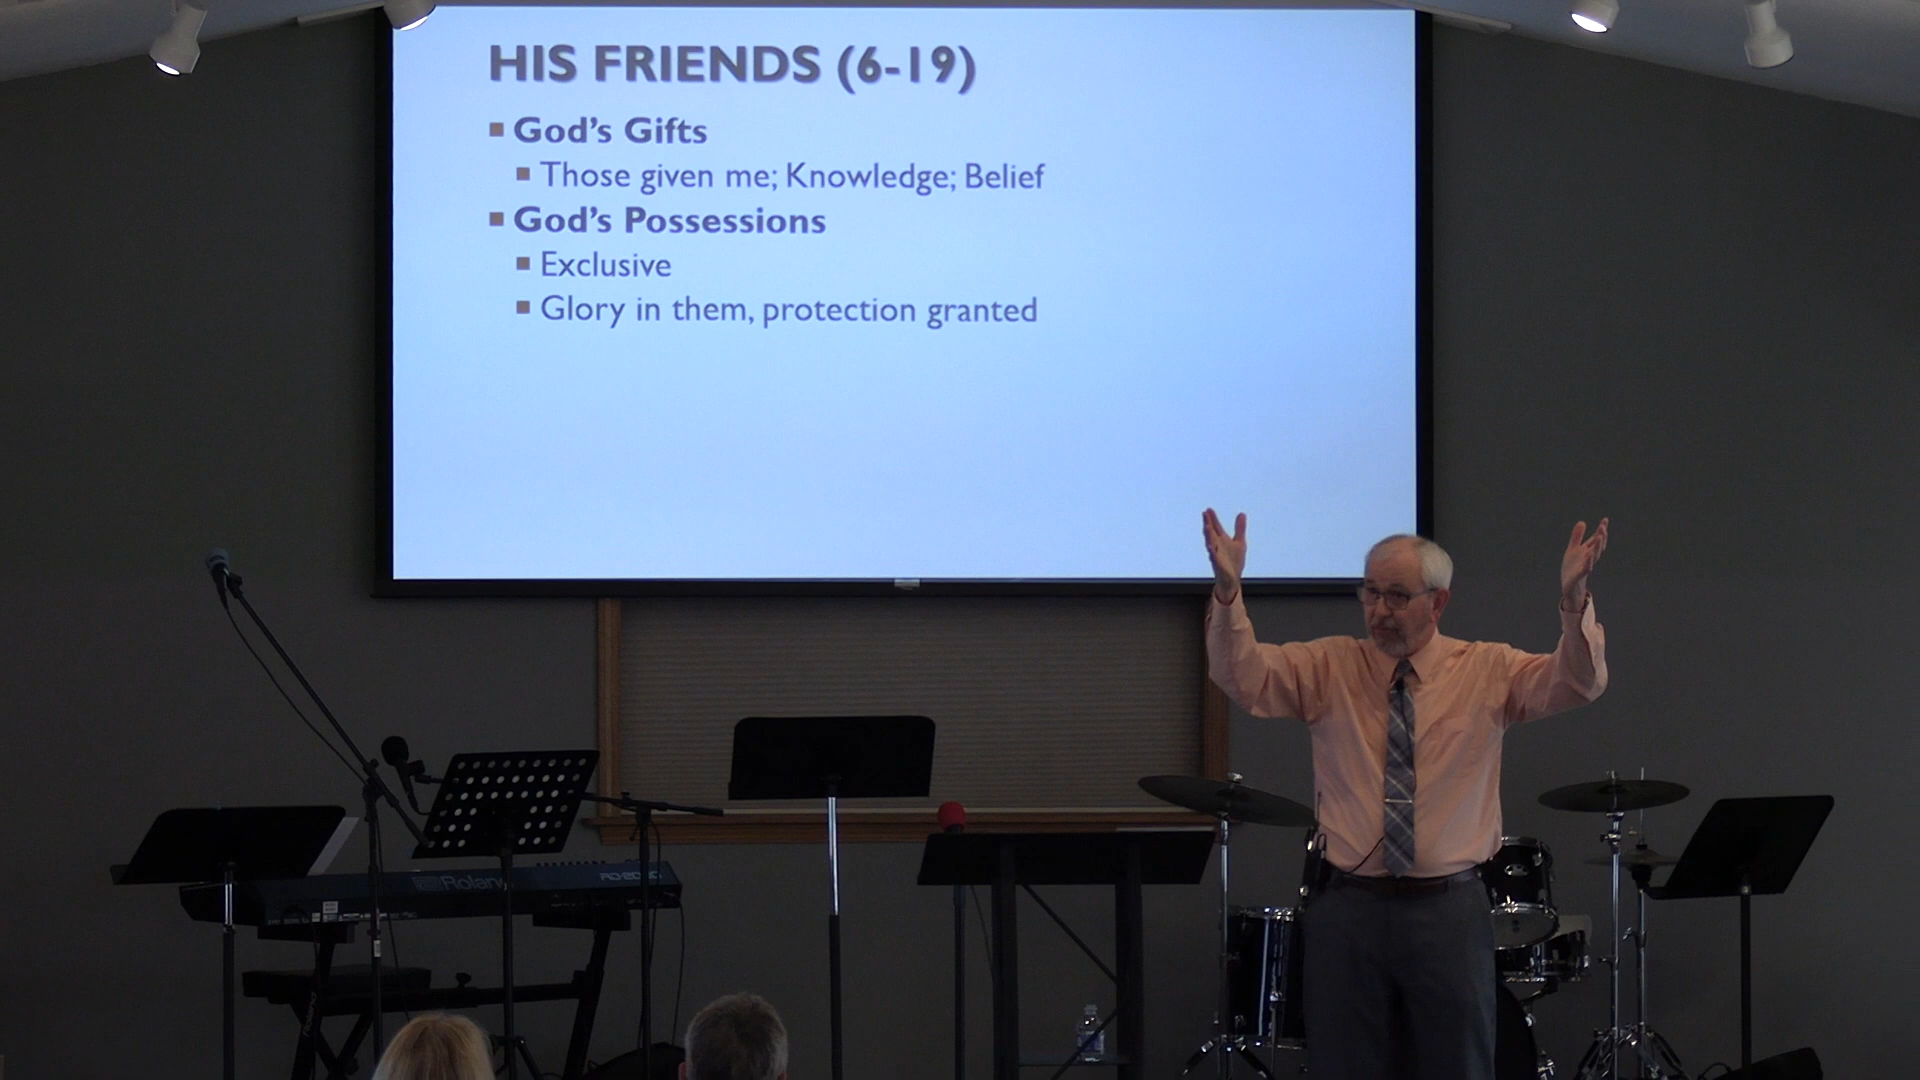 HIS FRIENDS (6-19)
God's Gifts
Those given me; Knowledge; Belief
God's Possessions
Exclusive
Glory in them, protection granted
Roland